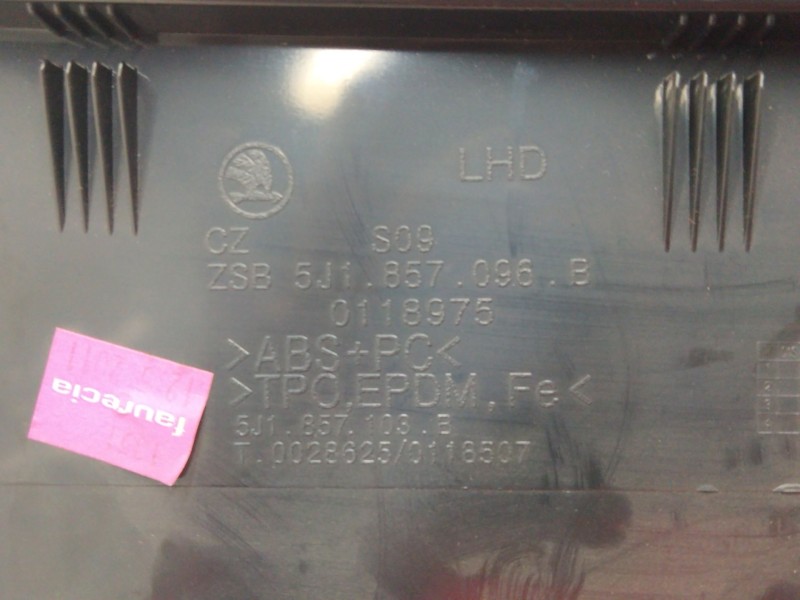 LHD
CZ S09
ZSB 5J1.857.096.B
0118975
>ABS+PC<
>TPO.EPDM,Fe<
5J1.857.103.B
T.0028625/0118507
faurecia